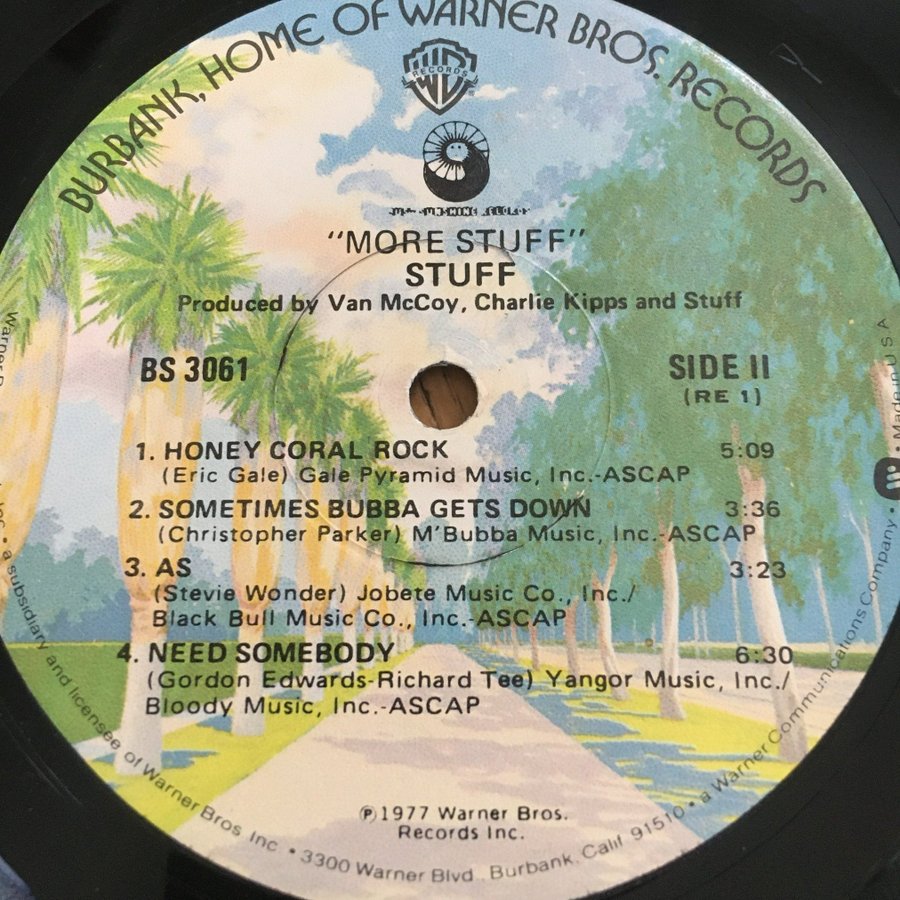 BURBANK, HOME OF WARNER BROS. RECORDS
W
RECORDS
"MORE STUFF"
STUFF
Produced by Van McCoy, Charlie Kipps and Stuff
BS 3061
SIDE II
(RE 1)
1. HONEY CORAL ROCK 5:09
(Eric Gale) Gale Pyramid Music, Inc.-ASCAP
2. SOMETIMES BUBBA GETS DOWN 3:36
(Christopher Parker) M'Bubba Music, Inc.-ASCAP
3. AS 3:23
(Stevie Wonder) Jobete Music Co., Inc./
Black Bull Music Co., Inc.-ASCAP
4. NEED SOMEBODY 6:30
(Gordon Edwards-Richard Tee) Yangor Music, Inc./
Bloody Music, Inc.-ASCAP
℗1977 Warner Bros.
Records Inc.
a subsidiary and licensee of Warner Bros. Inc • 3300 Warner Blvd., Burbank, Calif. 91510 • a Warner Communications Company • • Made in U S A